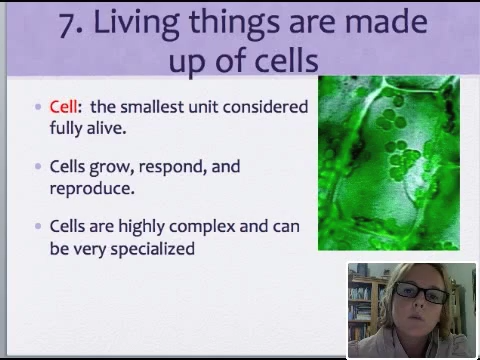 7. Living things are made
up of cells
• Cell: the smallest unit considered
fully alive.
• Cells grow, respond, and
reproduce.
• Cells are highly complex and can
be very specialized